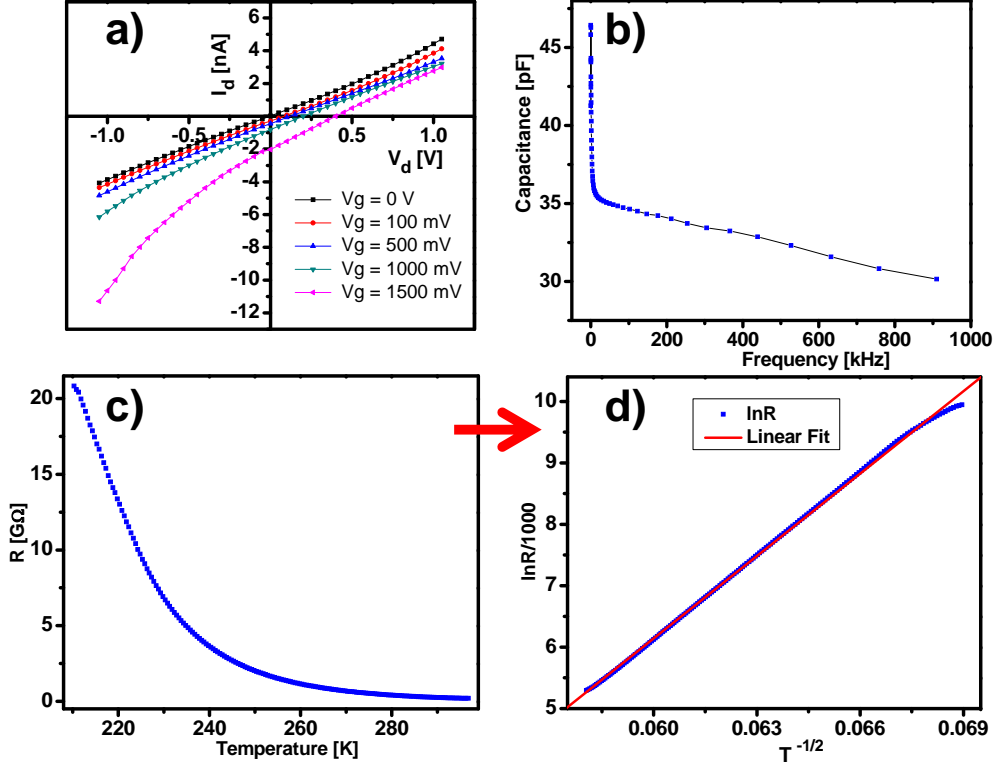 a)
I_d [nA]
6
4
2
-2
-4
-6
-8
-10
-12
-1.0
-0.5
0.5
1.0
V_d [V]
Vg = 0 V
Vg = 100 mV
Vg = 500 mV
Vg = 1000 mV
Vg = 1500 mV
b)
Capacitance [pF]
45
40
35
30
0
200
400
600
800
1000
Frequency [kHz]
c)
R [GΩ]
20
15
10
5
0
220
240
260
280
Temperature [K]
d)
lnR
Linear Fit
lnR/1000
10
9
8
7
6
5
0.060
0.063
0.066
0.069
T^-1/2